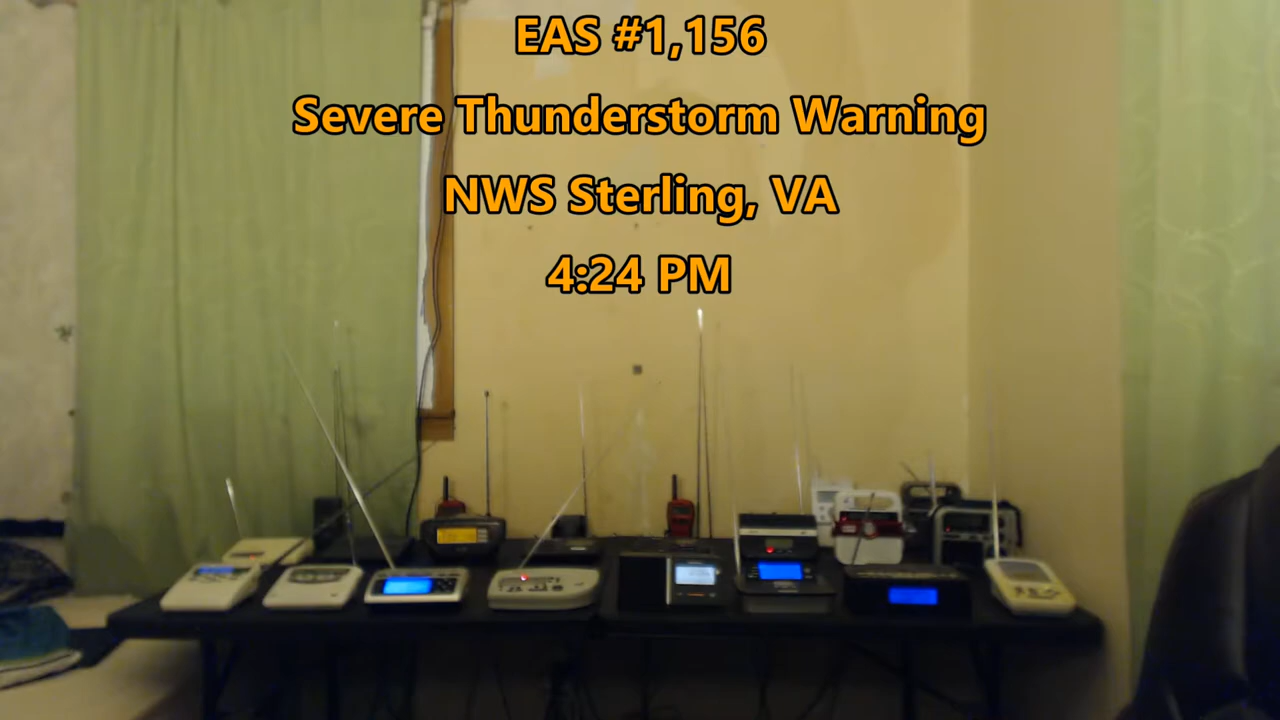 EAS #1,156
Severe Thunderstorm Warning
NWS Sterling, VA
4:24 PM